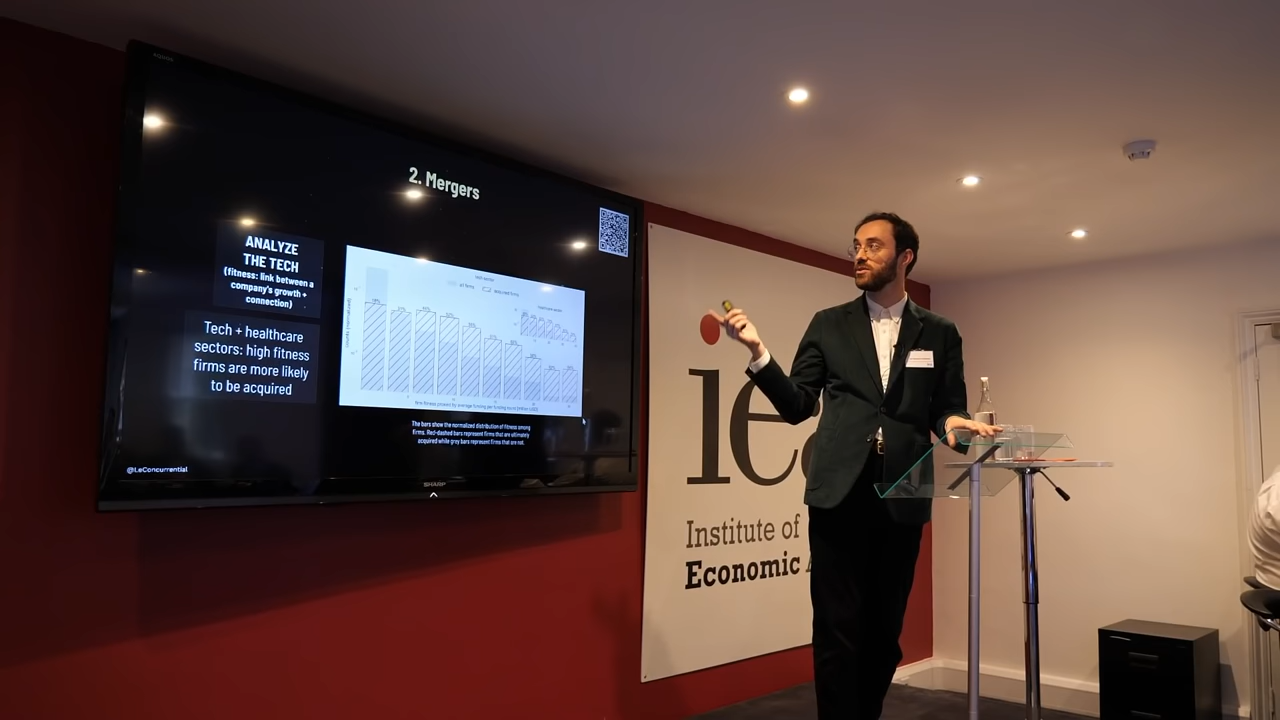 2. Mergers
ANALYZE
THE TECH
(fitness: link between a
company's growth +
connection)
Tech + healthcare
sectors: high fitness
firms are more likely
to be acquired
The bars show the normalized distribution of fitness among
firms. Red-dashed bars represent firms that are ultimately
acquired while grey bars represent firms that are not.
@LeConcurrential
SHARP
iea
Institute of
Economic A